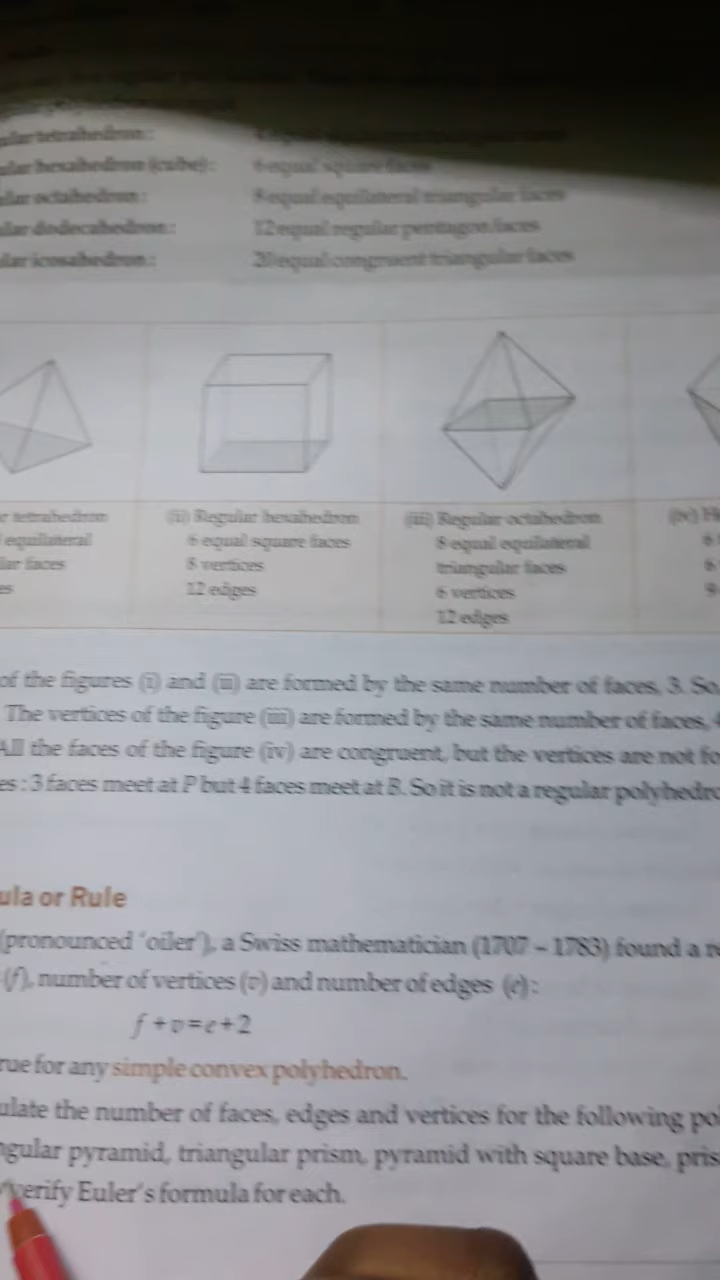 ular tetrahedron:
ular hexahedron (cube): 6 equal square faces
ular octahedron: 8 equal equilateral triangular faces
ular dodecahedron: 12 equal regular pentagon faces
ular icosahedron: 20 equal congruent triangular faces
r tetrahedron
equilateral
lar faces
es
(ii) Regular hexahedron
6 equal square faces
8 vertices
12 edges
(iii) Regular octahedron
8 equal equilateral
triangular faces
6 vertices
12 edges
(iv) H
6
6
9
of the figures (i) and (ii) are formed by the same number of faces, 3. So
The vertices of the figure (iii) are formed by the same number of faces,
All the faces of the figure (iv) are congruent, but the vertices are not fo
es : 3 faces meet at P but 4 faces meet at B. So it is not a regular polyhedro
ula or Rule
(pronounced 'oiler'), a Swiss mathematician (1707 – 1783) found a re
(f), number of vertices (v) and number of edges (e) :
f + v = e + 2
rue for any simple convex polyhedron.
ulate the number of faces, edges and vertices for the following po
ngular pyramid, triangular prism, pyramid with square base, pris
verify Euler's formula for each.